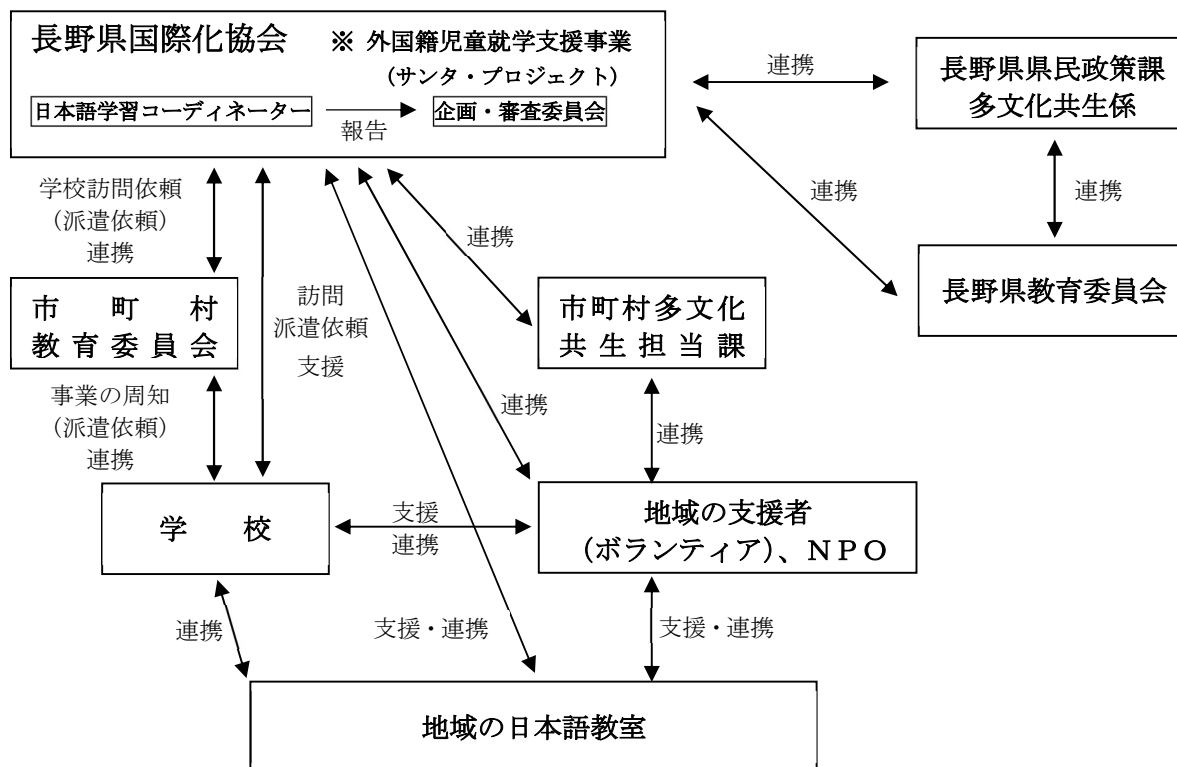 長野県国際化協会 ※ 外国籍児童就学支援事業
(サンタ・プロジェクト)
日本語学習コーディネーター
報告
企画・審査委員会
連携
長野県県民政策課
多文化共生係
連携
連携
長野県教育委員会
学校訪問依頼
(派遣依頼)
連携
市町村
教育委員会
訪問
派遣依頼
支援
連携
市町村多文化
共生担当課
事業の周知
(派遣依頼)
連携
連携
連携
学校
支援
連携
地域の支援者
(ボランティア)、NPO
連携
支援・連携
支援・連携
地域の日本語教室